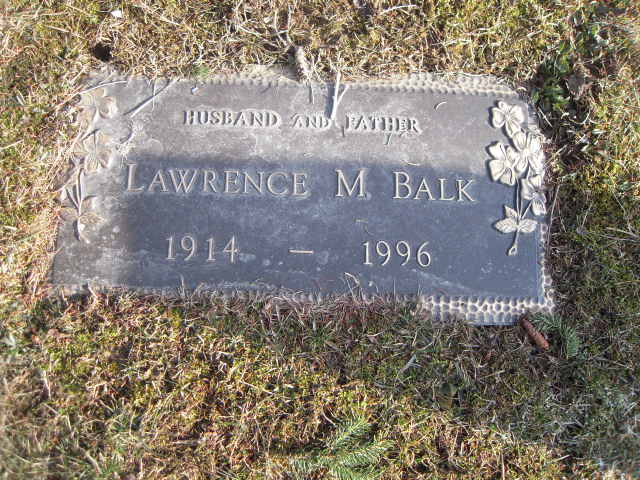 HUSBAND AND FATHER
LAWRENCE M BALK
1914 – 1996